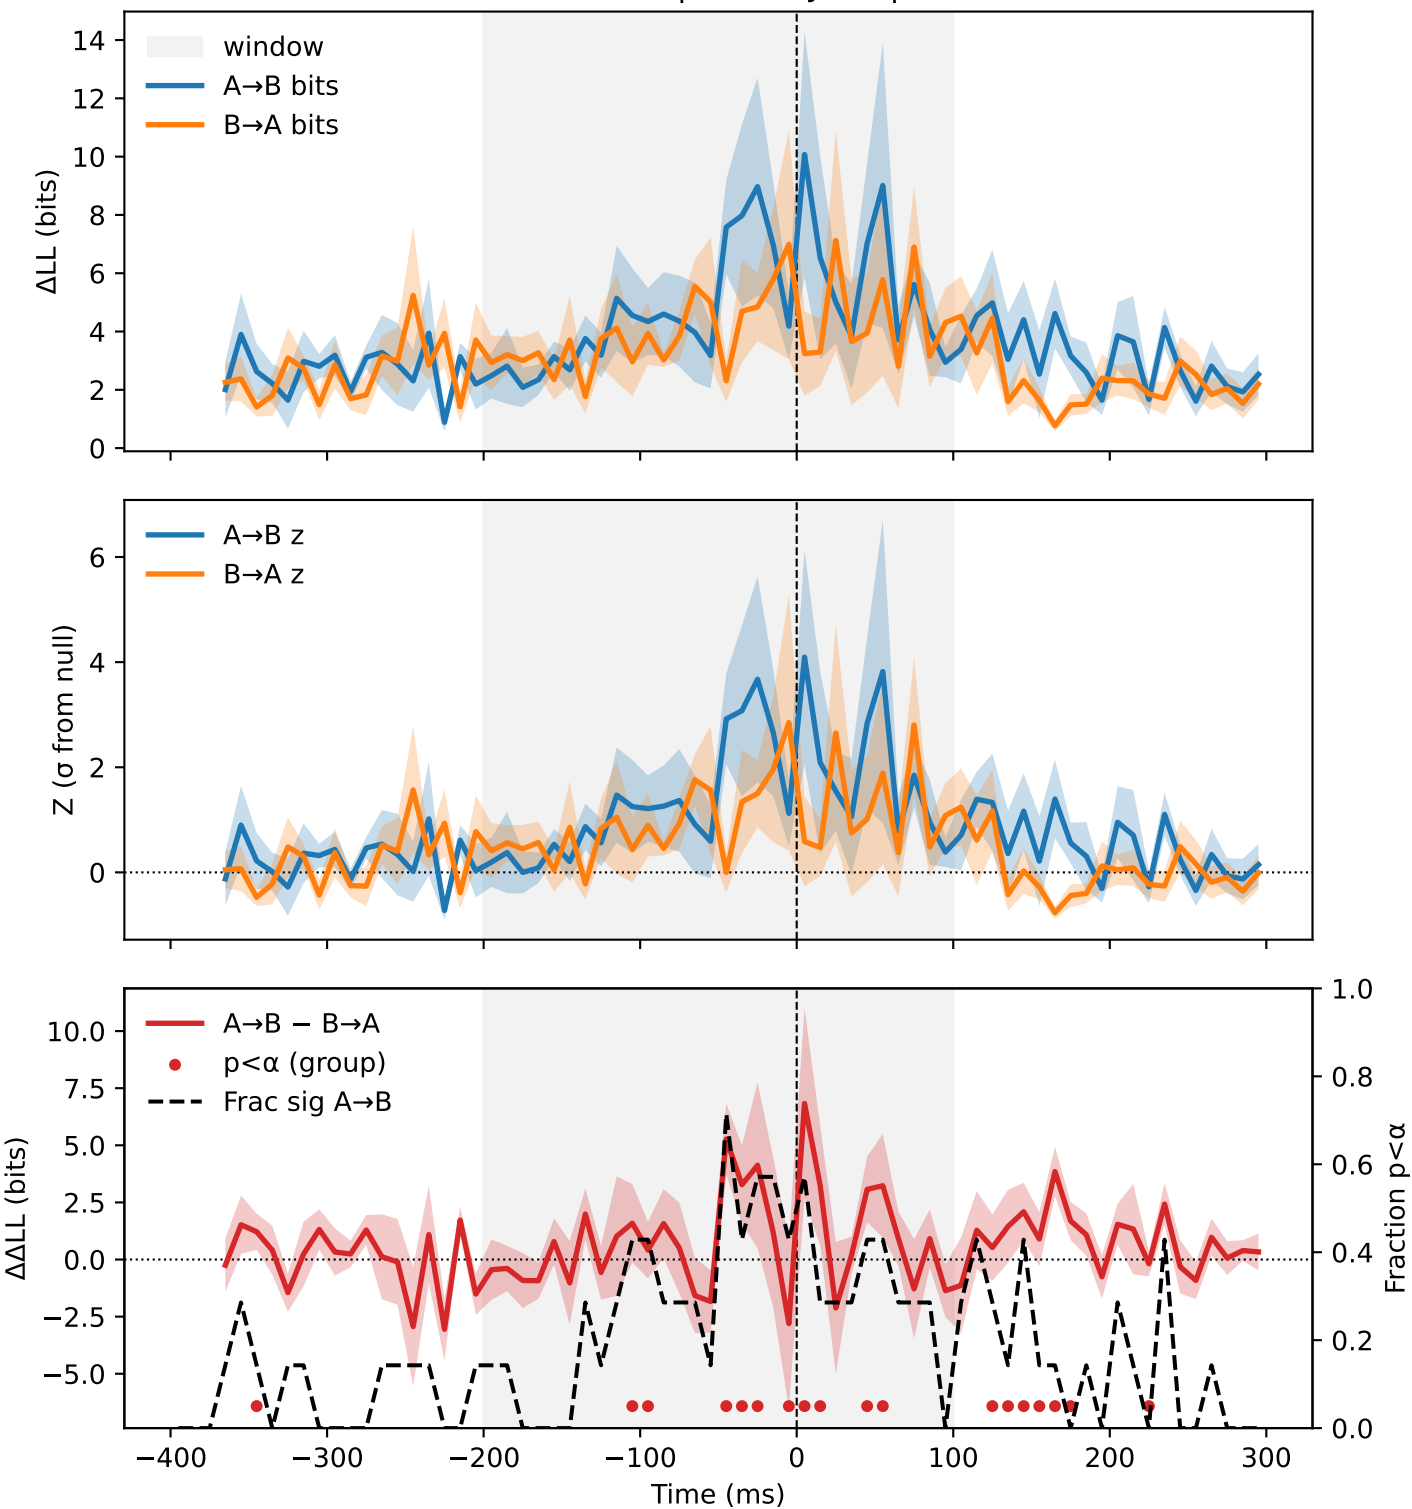 14
12
10
8
6
4
2
0
ΔLL (bits)
window
A→B bits
B→A bits
6
4
2
0
Z (σ from null)
A→B z
B→A z
10.0
7.5
5.0
2.5
0.0
−2.5
−5.0
ΔΔLL (bits)
A→B − B→A
p<α (group)
Frac sig A→B
1.0
0.8
0.6
0.4
0.2
0.0
Fraction p<α
−400 −300 −200 −100 0 100 200 300
Time (ms)